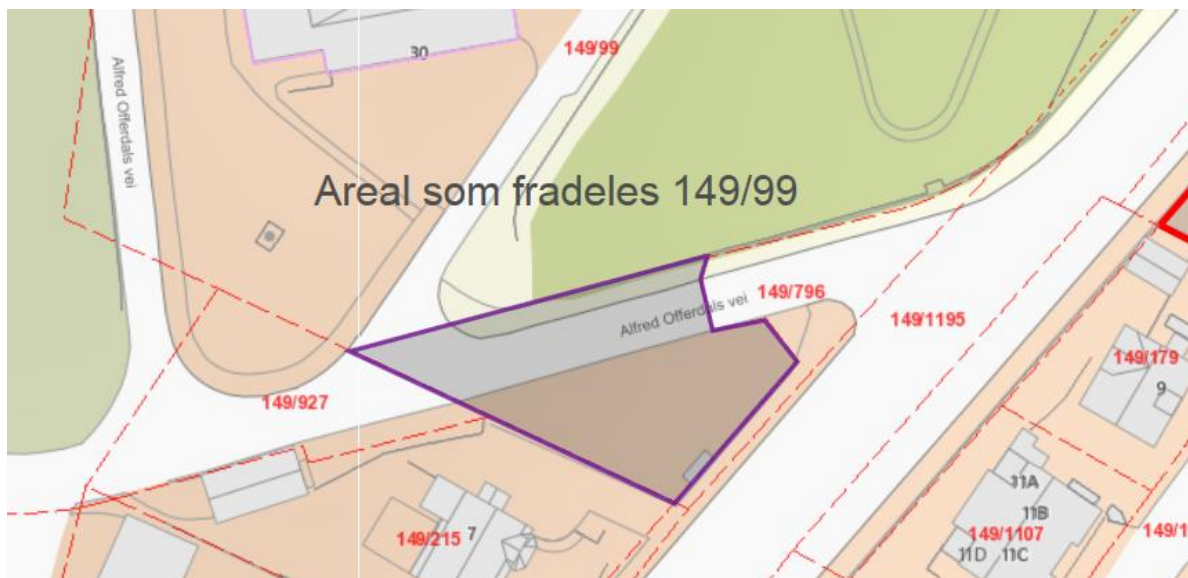 30
149/99
Alfred Offerdals vei
Areal som fradeles 149/99
149/796
Alfred Offerdals vei
149/1195
149/179
9
149/927
11A
11B
149/215
7
149/1107
149/1
11D
11C